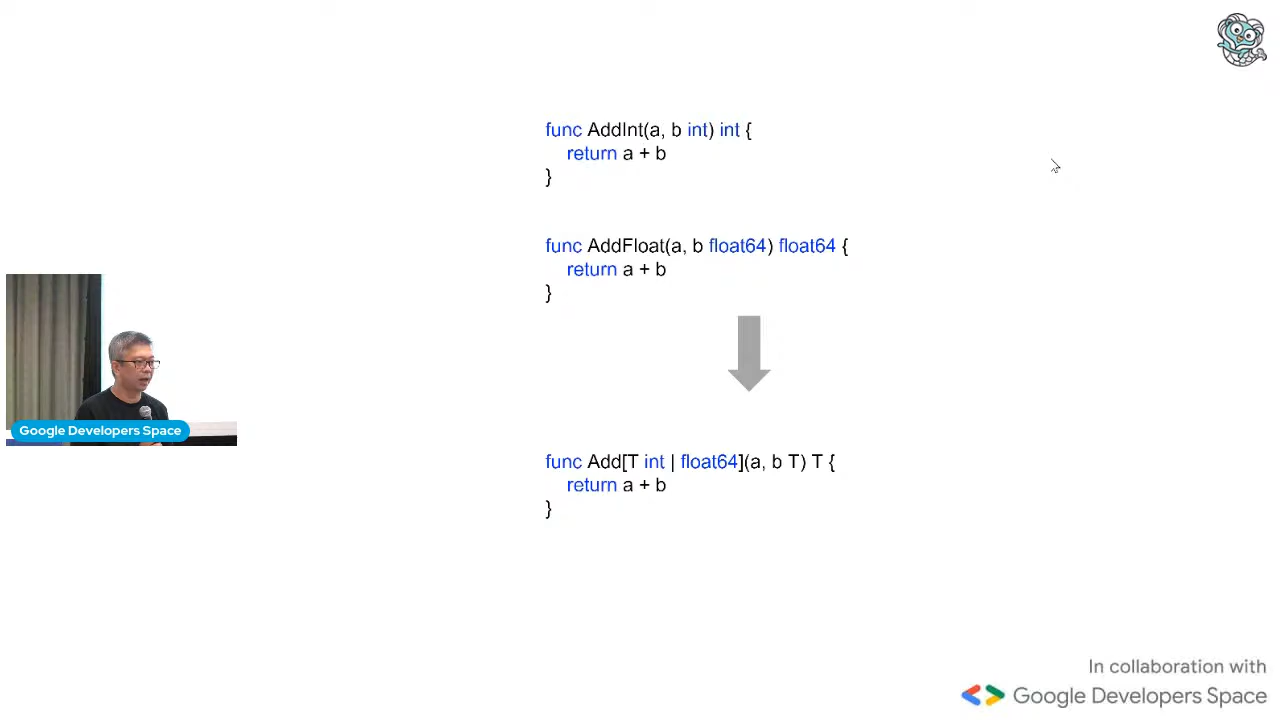 func AddInt(a, b int) int {
return a + b
}
func AddFloat(a, b float64) float64 {
return a + b
}
Google Developers Space
func Add[T int | float64](a, b T) T {
return a + b
}
In collaboration with
Google Developers Space